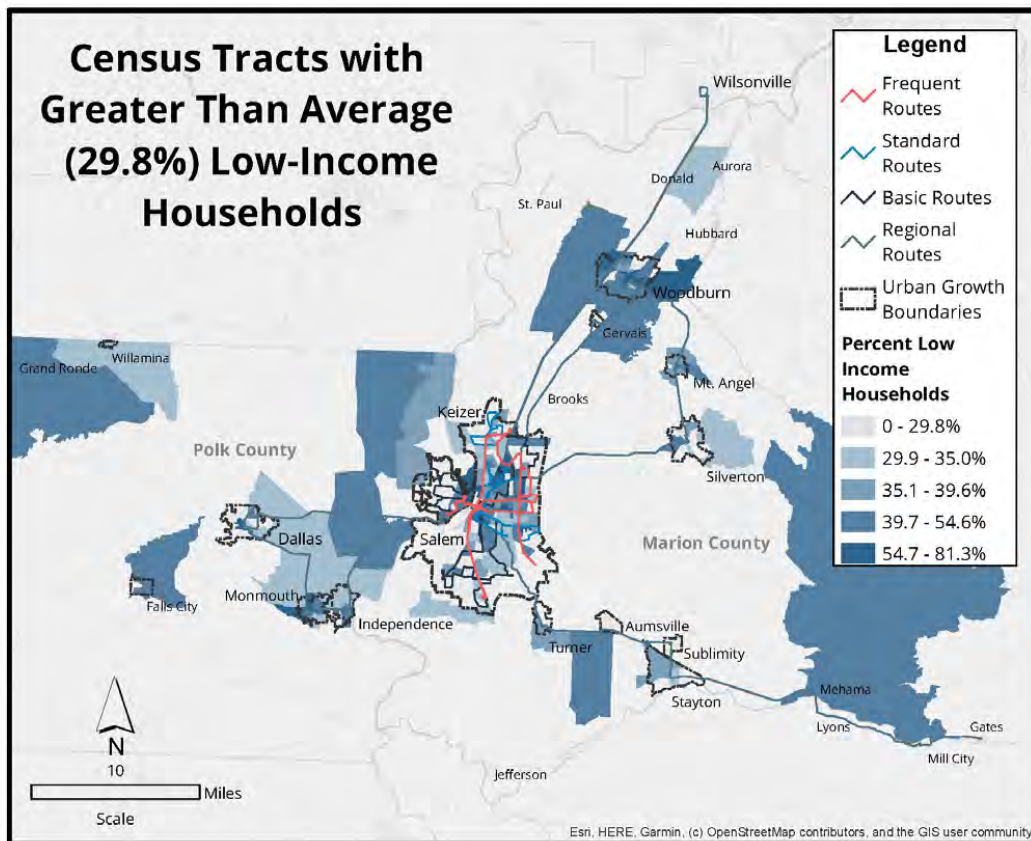 Census Tracts with
Greater Than Average
(29.8%) Low-Income
Households
Legend
Frequent
Routes
Standard
Routes
Basic Routes
Regional
Routes
Urban Growth
Boundaries
Percent Low
Income
Households
0 - 29.8%
29.9 - 35.0%
35.1 - 39.6%
39.7 - 54.6%
54.7 - 81.3%
Wilsonville
Aurora
Donald
St. Paul
Hubbard
Woodburn
Gervais
Willamina
Grand Ronde
Mt. Angel
Brooks
Keizer
Polk County
Silverton
Dallas
Salem
Marion County
Monmouth
Falls City
Independence
Aumsville
Turner
Sublimity
Stayton
Mehama
Lyons
Gates
Mill City
Jefferson
N
10
Miles
Scale
Esri, HERE, Garmin, (c) OpenStreetMap contributors, and the GIS user community